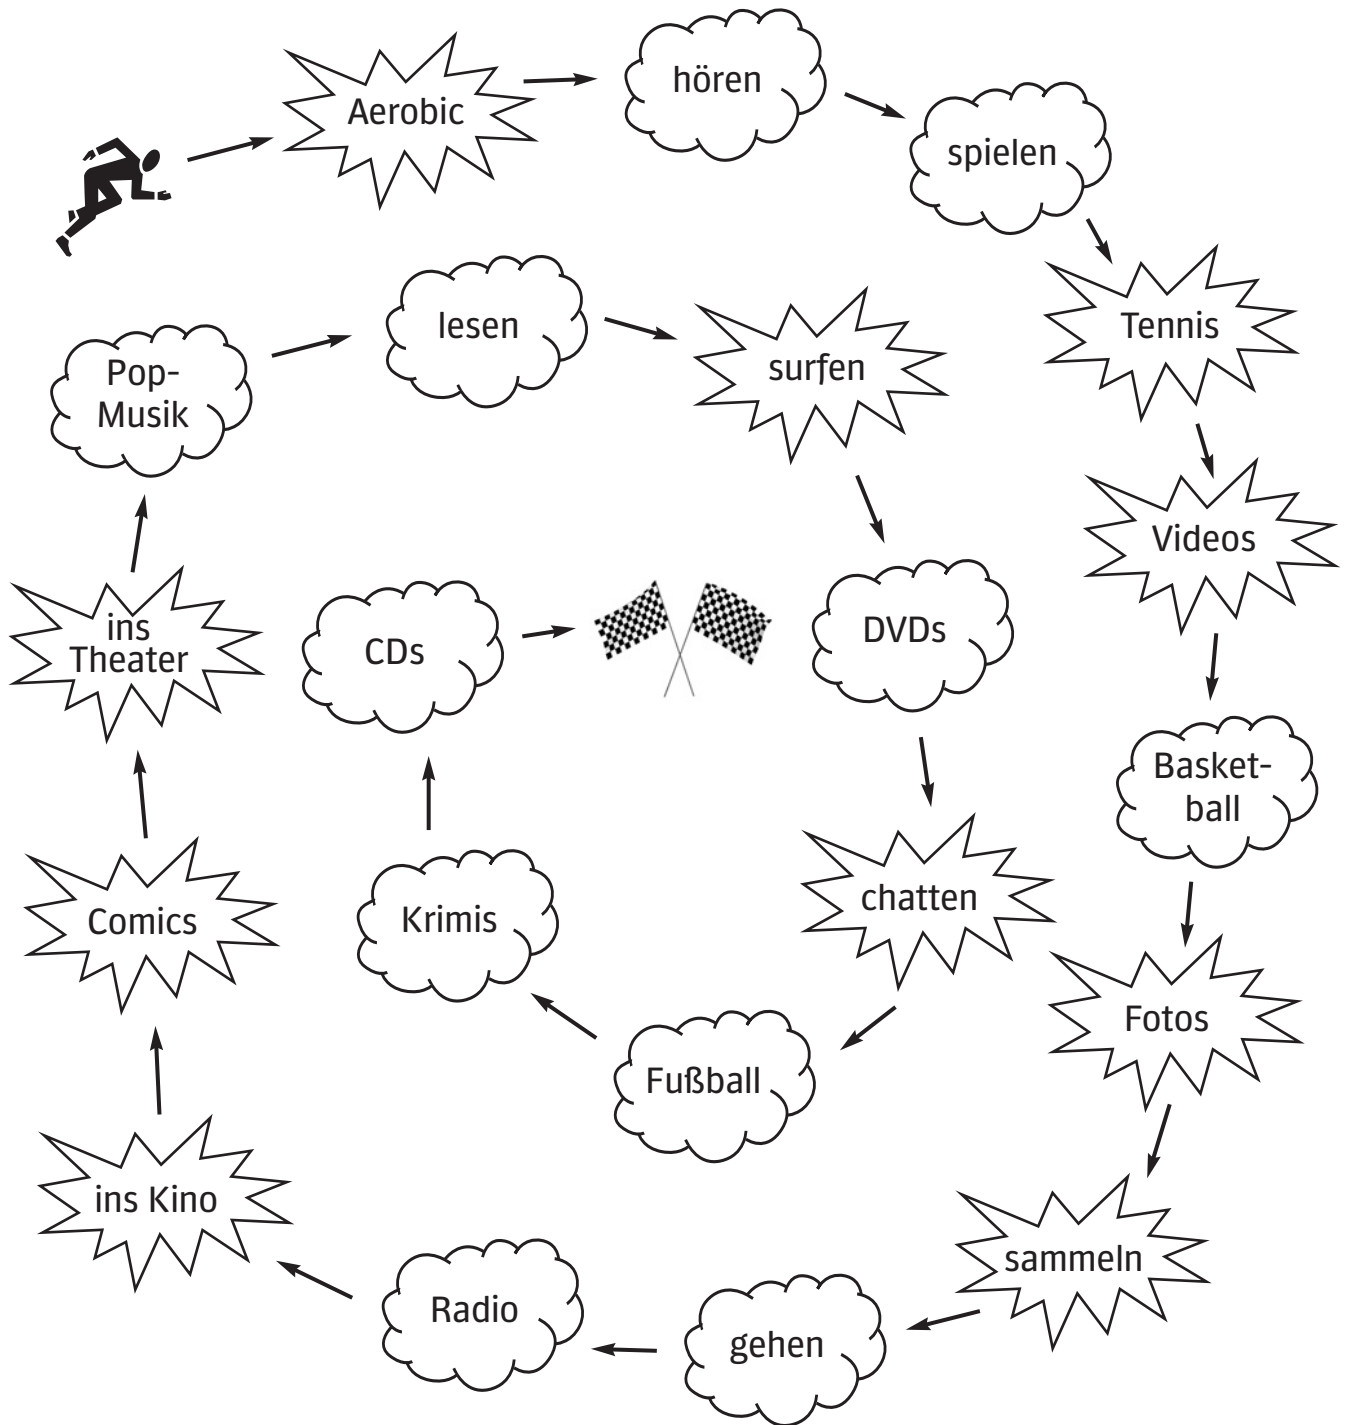 Aerobic
hören
spielen
Tennis
Videos
Basket-
ball
Fotos
sammeln
gehen
Radio
ins Kino
Comics
ins
Theater
Pop-
Musik
lesen
surfen
DVDs
chatten
Fußball
Krimis
CDs